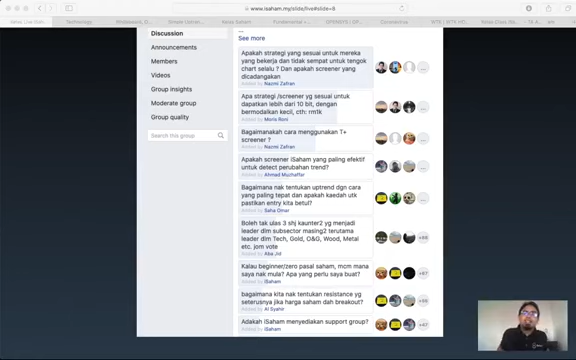 www.isaham.my/slide/live#slide=6
Technology
Kelas Saham
Fundamental
Coronavirus
Discussion
Announcements
Members
Videos
Group insights
Moderate group
Group quality
Search this group
...
See more
Apakah strategi yang sesuai untuk mereka
yang bekerja dan tidak sempat untuk tengok
chart selalu ? Dan apakah screener yang
dicadangkan
Added by Nazmi Zafran
Apa strategi /screener yg sesuai untuk
dapatkan lebih dari 10 bit, dengan
bermodalkan kecil, cth: rm1k
Added by Moris Roni
Bagaimanakah cara menggunakan T+
screener ?
Added by Nazmi Zafran
Apakah screener iSaham yang paling efektif
untuk detect perubahan trend?
Added by Ahmad Muzhaffar
Bagaimana nak tentukan uptrend dgn cara
yang paling tepat dan apakah kaedah utk
pastikan entry kita betul?
Added by Saha Omar
Boleh tak ulas 3 shj kaunter2 yg menjadi
leader dlm subsector masing2 terutama
leader dlm Tech, Gold, O&G, Wood, Metal
etc. jom vote
Added by Aba Jid
Kalau beginner/zero pasal saham, mcm mana
saya nak mula? Apa yang perlu saya buat?
Added by iSaham
bagaimana kita nak tentukan resistance yg
seterusnya jika harga saham dah breakout?
Added by Al Syahir
Adakah iSaham menyediakan support group?
Added by iSaham